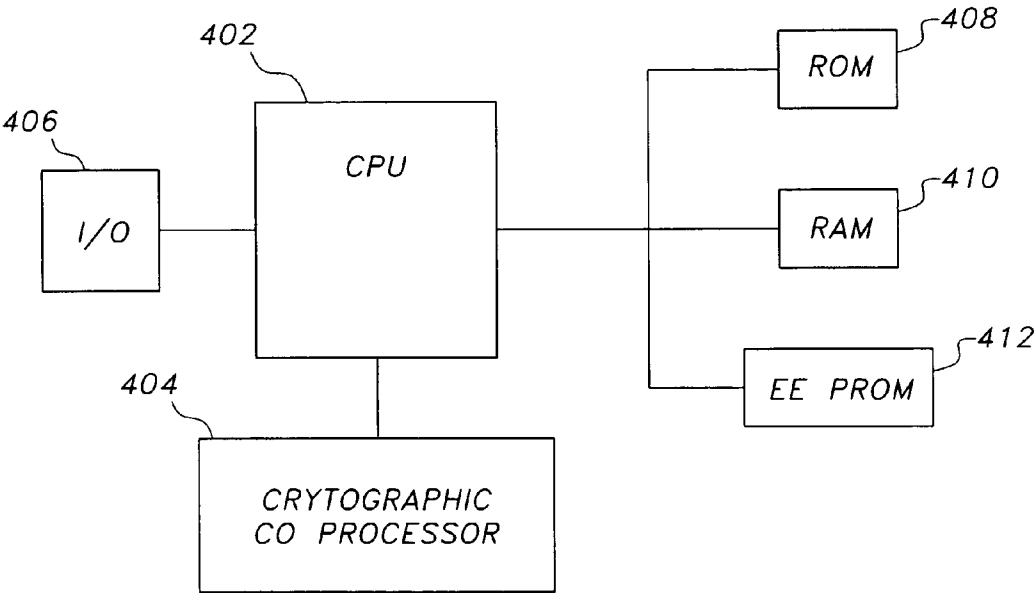 402
408
ROM
406
CPU
I/O
410
RAM
412
EE PROM
404
CRYTOGRAPHIC
CO PROCESSOR